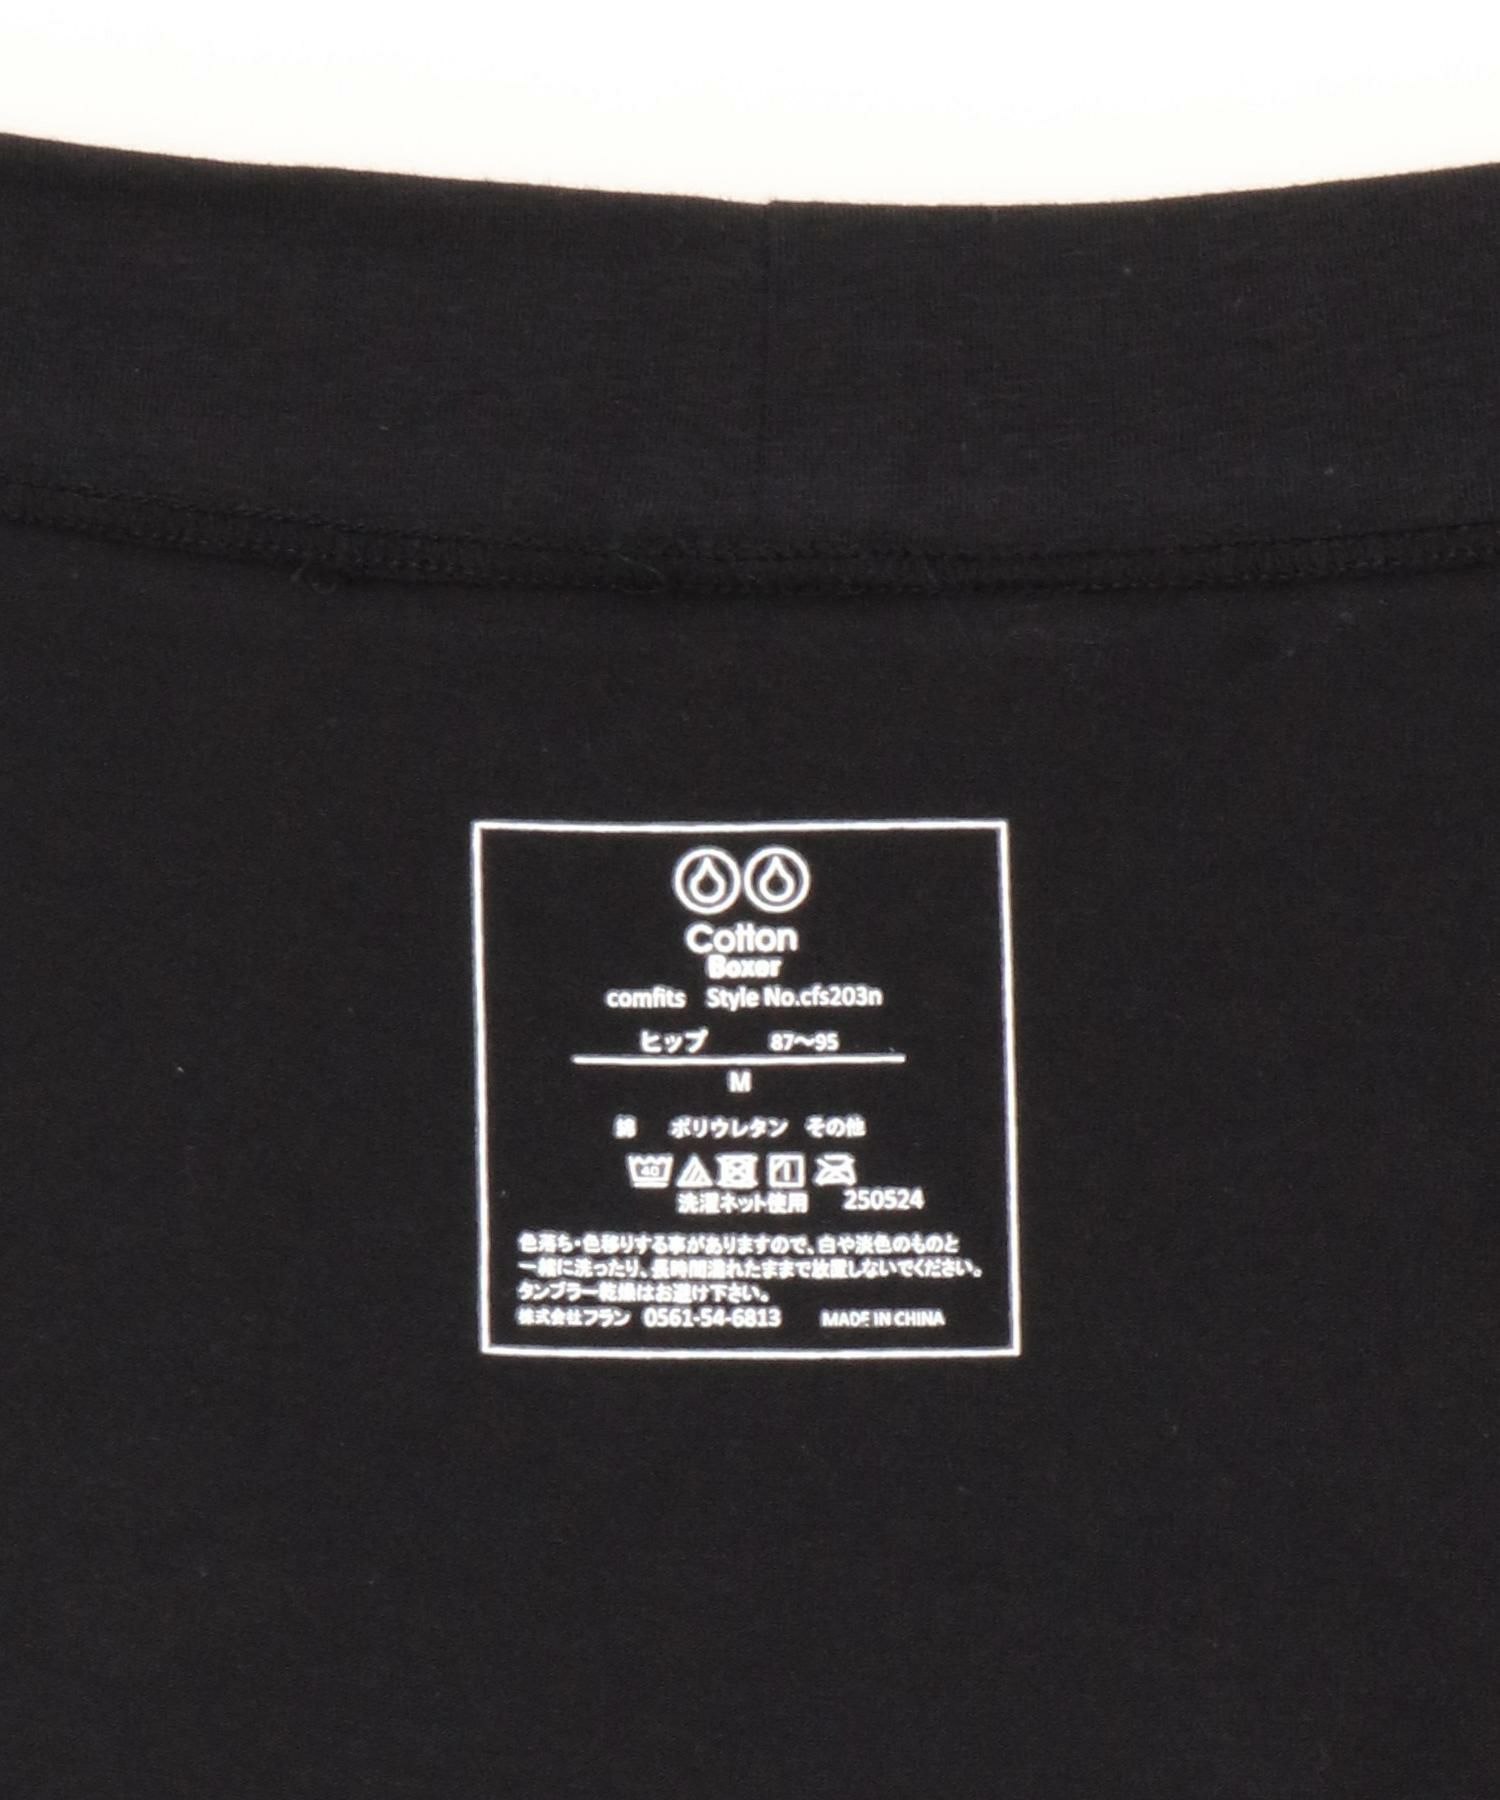 Cotton
Boxer
comfits Style No.cfs203n
ヒップ 87〜95
M
綿 ポリウレタン その他
40
洗濯ネット使用 250524
色落ち・色移りする事がありますので、白や淡色のものと
一緒に洗ったり、長時間濡れたままで放置しないでください。
タンブラー乾燥はお避け下さい。
株式会社フラン 0561-54-6813 MADE IN CHINA